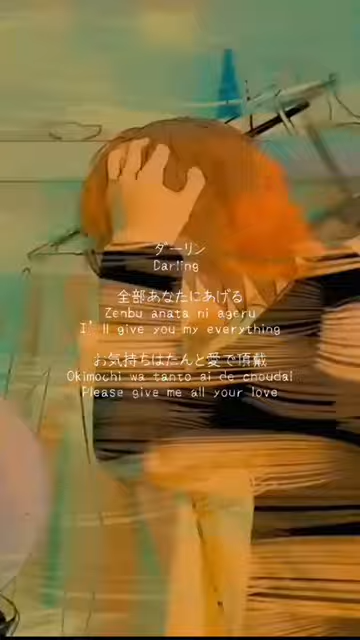 ダーリン
Darling
全部あなたにあげる
Zenbu anata ni ageru
I'll give you my everything
お気持ちはたんと愛で頂戴
Okimochi wa tanto ai de choudai
Please give me all your love